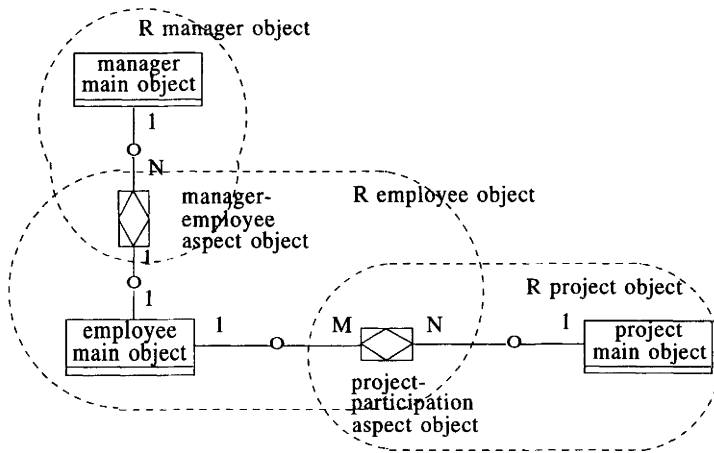 R manager object
manager
main object
1
O
N
manager-
employee
aspect object
R employee object
1
O
1
R project object
employee
main object
1
O
M
N
O
1
project
main object
project-
participation
aspect object